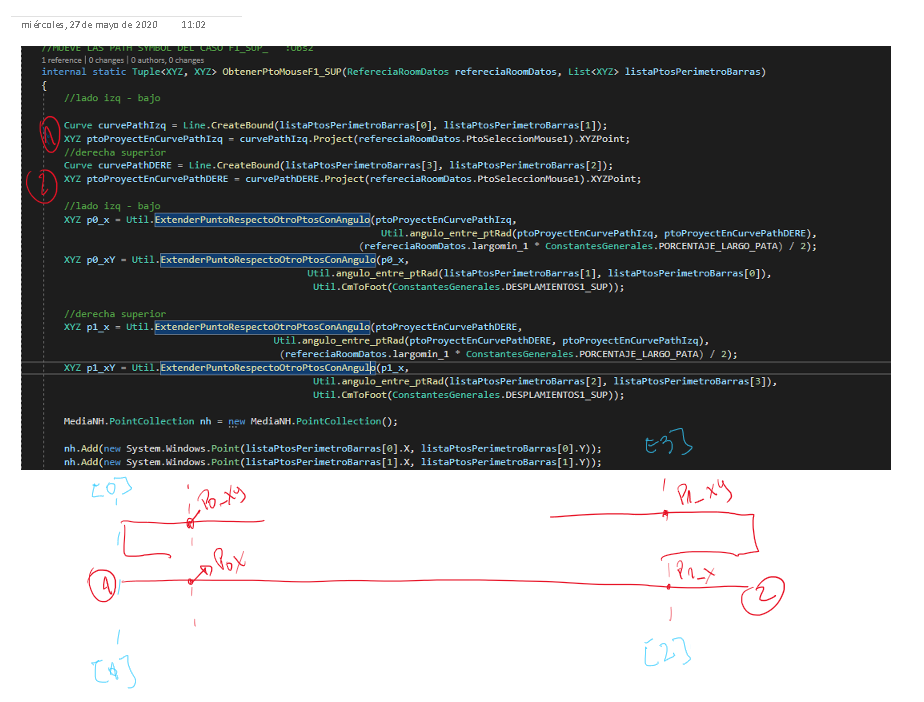 miércoles, 27 de mayo de 2020 11:02
//MUEVE LAS PATH SYMBOL DEL CASO F1_SUP_ :Obs2
1 reference | 0 changes | 0 authors, 0 changes
internal static Tuple<XYZ, XYZ> ObtenerPtoMouseF1_SUP(RefereciaRoomDatos refereciaRoomDatos, List<XYZ> listaPtosPerimetroBarras)
{
//lado izq - bajo
1
Curve curvePathIzq = Line.CreateBound(listaPtosPerimetroBarras[0], listaPtosPerimetroBarras[1]);
XYZ ptoProyectEnCurvePathIzq = curvePathIzq.Project(refereciaRoomDatos.PtoSeleccionMouse1).XYZPoint;
//derecha superior
Curve curvePathDERE = Line.CreateBound(listaPtosPerimetroBarras[3], listaPtosPerimetroBarras[2]);
2
XYZ ptoProyectEnCurvePathDERE = curvePathDERE.Project(refereciaRoomDatos.PtoSeleccionMouse1).XYZPoint;
//lado izq - bajo
XYZ p0_x = Util.ExtenderPuntoRespectoOtroPtosConAngulo(ptoProyectEnCurvePathIzq,
Util.angulo_entre_ptRad(ptoProyectEnCurvePathIzq, ptoProyectEnCurvePathDERE),
(refereciaRoomDatos.largomin_1 * ConstantesGenerales.PORCENTAJE_LARGO_PATA) / 2);
XYZ p0_xY = Util.ExtenderPuntoRespectoOtroPtosConAngulo(p0_x,
Util.angulo_entre_ptRad(listaPtosPerimetroBarras[1], listaPtosPerimetroBarras[0]),
Util.CmToFoot(ConstantesGenerales.DESPLAMIENTOS1_SUP));
//derecha superior
XYZ p1_x = Util.ExtenderPuntoRespectoOtroPtosConAngulo(ptoProyectEnCurvePathDERE,
Util.angulo_entre_ptRad(ptoProyectEnCurvePathDERE, ptoProyectEnCurvePathIzq),
(refereciaRoomDatos.largomin_1 * ConstantesGenerales.PORCENTAJE_LARGO_PATA) / 2);
XYZ p1_xY = Util.ExtenderPuntoRespectoOtroPtosConAngulo(p1_x,
Util.angulo_entre_ptRad(listaPtosPerimetroBarras[2], listaPtosPerimetroBarras[3]),
Util.CmToFoot(ConstantesGenerales.DESPLAMIENTOS1_SUP));
MediaNH.PointCollection nh = new MediaNH.PointCollection();
[3]
nh.Add(new System.Windows.Point(listaPtosPerimetroBarras[0].X, listaPtosPerimetroBarras[0].Y));
nh.Add(new System.Windows.Point(listaPtosPerimetroBarras[1].X, listaPtosPerimetroBarras[1].Y));
[0]
P0_xy P1_xy
1 P0x P1_x 2
[1] [2]